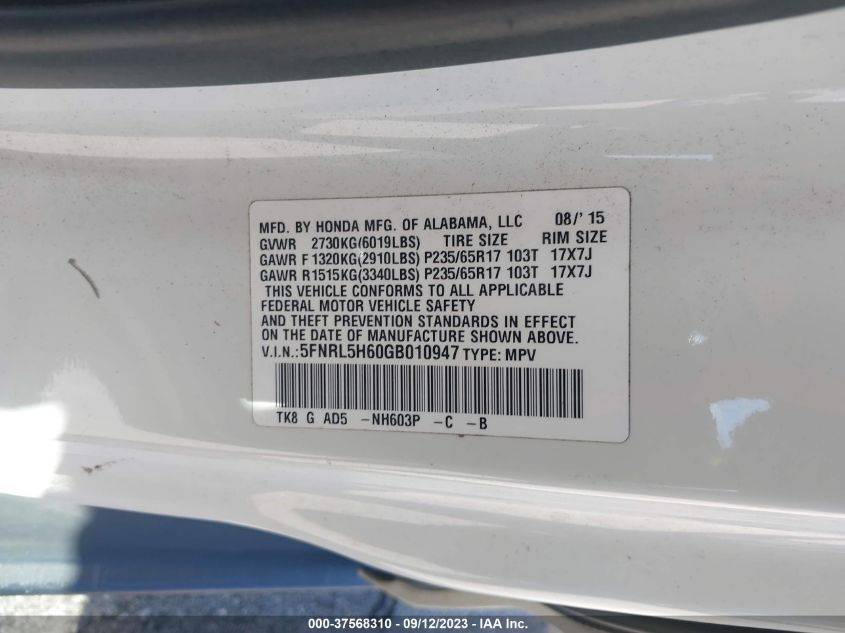 MFD. BY HONDA MFG. OF ALABAMA, LLC 08/' 15
GVWR 2730KG(6019LBS) TIRE SIZE RIM SIZE
GAWR F 1320KG(2910LBS) P235/65R17 103T 17X7J
GAWR R1515KG(3340LBS) P235/65R17 103T 17X7J
THIS VEHICLE CONFORMS TO ALL APPLICABLE
FEDERAL MOTOR VEHICLE SAFETY
AND THEFT PREVENTION STANDARDS IN EFFECT
ON THE DATE OF MANUFACTURE SHOWN ABOVE.
V.I.N.:5FNRL5H60GB010947 TYPE: MPV
TK8 G AD5 -NH603P -C -B
000-37568310 - 09/12/2023 - IAA Inc.